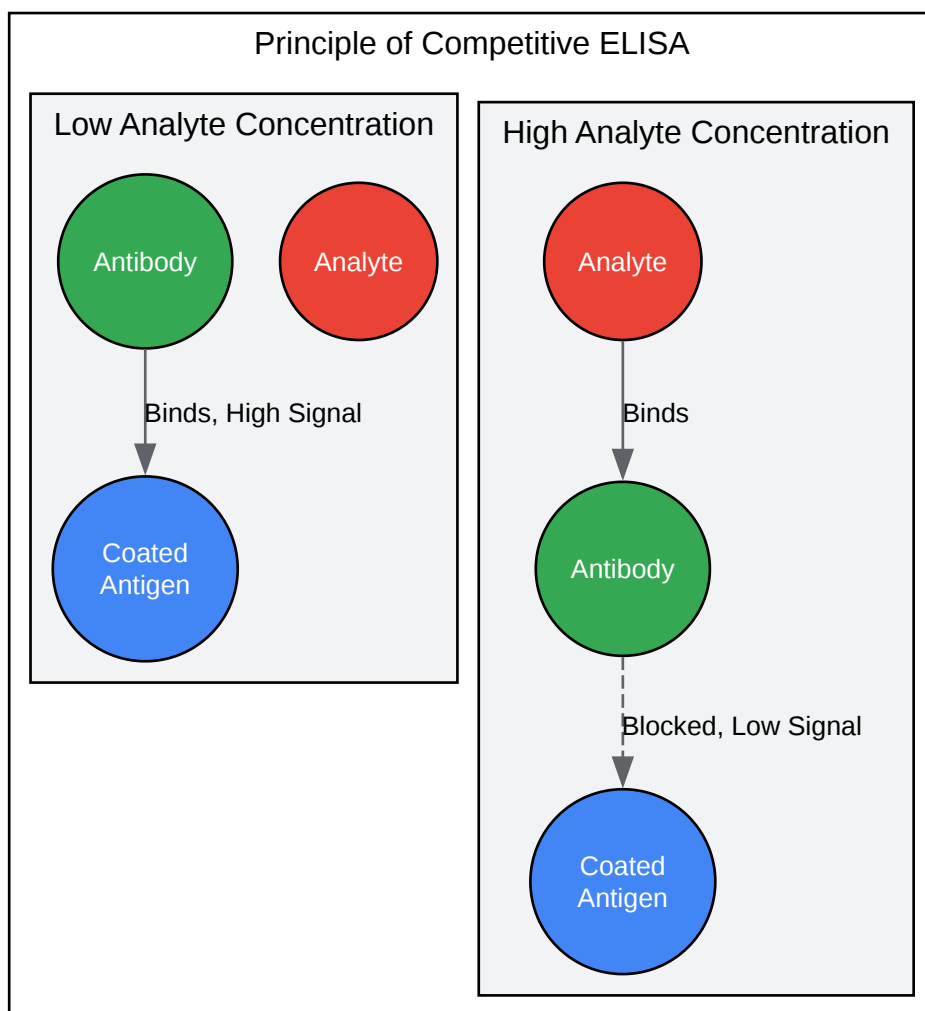 Principle of Competitive ELISA
Low Analyte Concentration
Antibody
Analyte
Binds, High Signal
Coated
Antigen
High Analyte Concentration
Analyte
Binds
Antibody
Blocked, Low Signal
Coated
Antigen